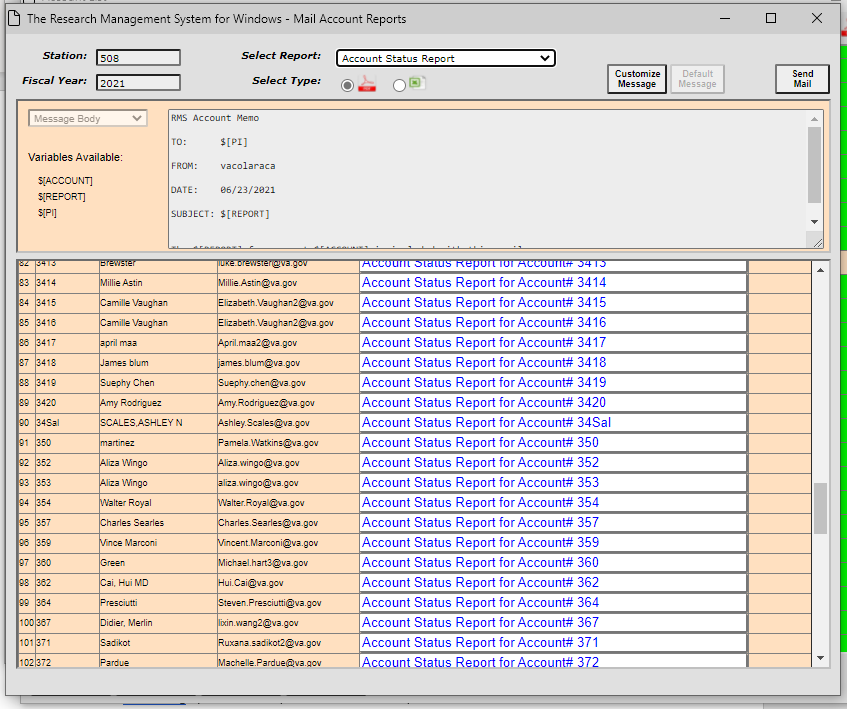 The Research Management System for Windows - Mail Account Reports
Station: 508 Select Report: Account Status Report
Fiscal Year: 2021 Select Type:
Customize Message Default Message Send Mail
Message Body
Variables Available:
$[ACCOUNT]
$[REPORT]
$[PI]
RMS Account Memo
TO: $[PI]
FROM: vacolaraca
DATE: 06/23/2021
SUBJECT: $[REPORT]
82 3413 Brewster luke.brewster@va.gov Account Status Report for Account# 3413
83 3414 Millie Astin Millie.Astin@va.gov Account Status Report for Account# 3414
84 3415 Camille Vaughan Elizabeth.Vaughan2@va.gov Account Status Report for Account# 3415
85 3416 Camille Vaughan Elizabeth.Vaughan2@va.gov Account Status Report for Account# 3416
86 3417 april maa April.maa2@va.gov Account Status Report for Account# 3417
87 3418 James blum james.blum@va.gov Account Status Report for Account# 3418
88 3419 Suephy Chen Suephy.chen@va.gov Account Status Report for Account# 3419
89 3420 Amy Rodriguez Amy.Rodriguez@va.gov Account Status Report for Account# 3420
90 34Sal SCALES,ASHLEY N Ashley.Scales@va.gov Account Status Report for Account# 34Sal
91 350 martinez Pamela.Watkins@va.gov Account Status Report for Account# 350
92 352 Aliza Wingo Aliza.wingo@va.gov Account Status Report for Account# 352
93 353 Aliza Wingo aliza.wingo@va.gov Account Status Report for Account# 353
94 354 Walter Royal Walter.Royal@va.gov Account Status Report for Account# 354
95 357 Charles Searles Charles.Searles@va.gov Account Status Report for Account# 357
96 359 Vince Marconi Vincent.Marconi@va.gov Account Status Report for Account# 359
97 360 Green Michael.hart3@va.gov Account Status Report for Account# 360
98 362 Cai, Hui MD Hui.Cai@va.gov Account Status Report for Account# 362
99 364 Presciutti Steven.Presciutti@va.gov Account Status Report for Account# 364
100 367 Didier, Merlin lixin.wang2@va.gov Account Status Report for Account# 367
101 371 Sadikot Ruxana.sadikot2@va.gov Account Status Report for Account# 371
102 372 Pardue Machelle.Pardue@va.gov Account Status Report for Account# 372